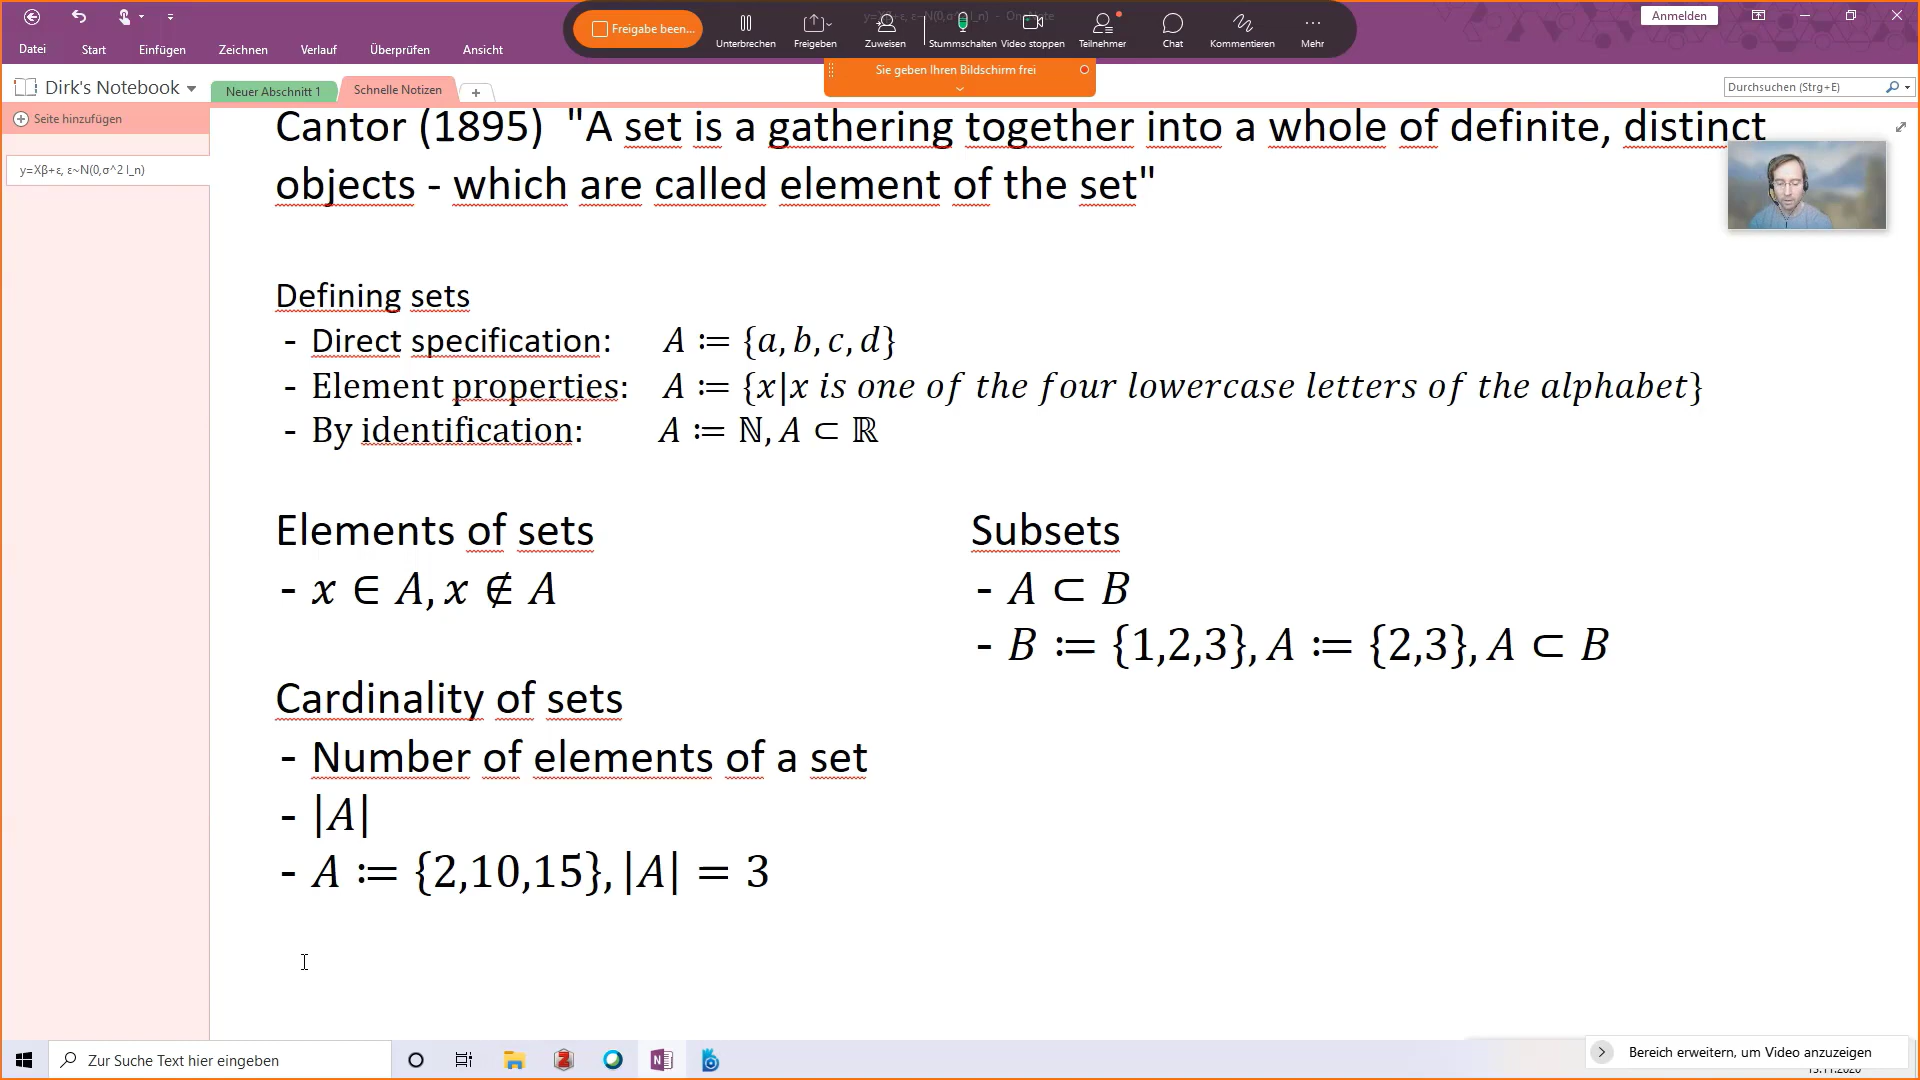 y=Xβ+ε, ε~N(0,σ^2 I_n) - OneNote
Anmelden
Datei Start Einfügen Zeichnen Verlauf Überprüfen Ansicht
Freigabe been...
Unterbrechen Freigeben Zuweisen Stummschalten Video stoppen Teilnehmer Chat Kommentieren Mehr
Sie geben Ihren Bildschirm frei
Dirk's Notebook
Neuer Abschnitt 1
Schnelle Notizen
Durchsuchen (Strg+E)
Seite hinzufügen
y=Xβ+ε, ε~N(0,σ^2 I_n)
Cantor (1895) "A set is a gathering together into a whole of definite, distinct
objects - which are called element of the set"
Defining sets
- Direct specification: A ≔ {a, b, c, d}
- Element properties: A ≔ {x|x is one of the four lowercase letters of the alphabet}
- By identification: A ≔ ℕ, A ⊂ ℝ
Elements of sets
- x ∈ A, x ∉ A
Cardinality of sets
- Number of elements of a set
- |A|
- A ≔ {2,10,15}, |A| = 3
Subsets
- A ⊂ B
- B ≔ {1,2,3}, A ≔ {2,3}, A ⊂ B
Zur Suche Text hier eingeben
Bereich erweitern, um Video anzuzeigen